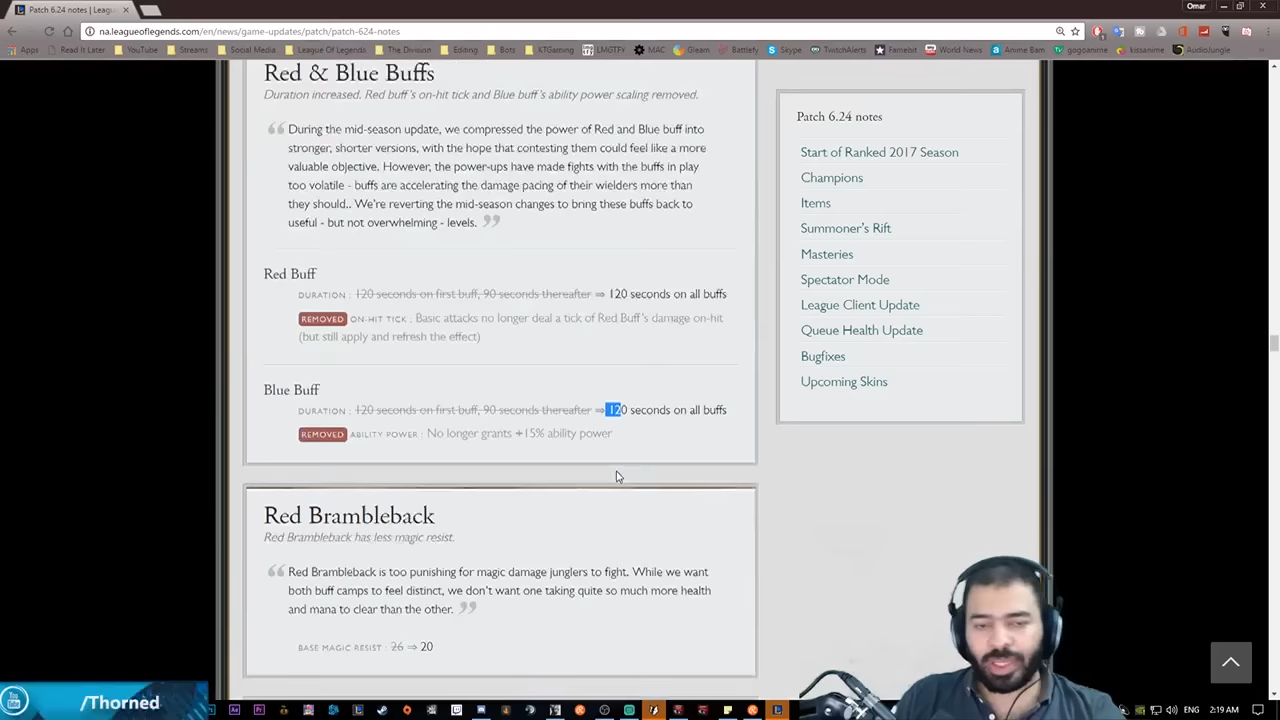 Patch 6.24 notes | Leagu
Omar
na.leagueoflegends.com/en/news/game-updates/patch/patch-624-notes
Apps Read It Later YouTube Streams Social Media League Of Legends The Division Editing Bots XTGaming LMGTFY MAC Gleam Battlefy Skype TwitchAlerts Famebit World News Anime Bam gogoanime kissanime AudioJungle
Red & Blue Buffs
Duration increased. Red buff's on-hit tick and Blue buff's ability power scaling removed.
During the mid-season update, we compressed the power of Red and Blue buff into
stronger, shorter versions, with the hope that contesting them could feel like a more
valuable objective. However, the power-ups have made fights with the buffs in play
too volatile - buffs are accelerating the damage pacing of their wielders more than
they should.. We're reverting the mid-season changes to bring these buffs back to
useful - but not overwhelming - levels.
Red Buff
DURATION : 120 seconds on first buff, 90 seconds thereafter ⇒ 120 seconds on all buffs
REMOVED ON-HIT TICK : Basic attacks no longer deal a tick of Red Buff's damage on-hit
(but still apply and refresh the effect)
Blue Buff
DURATION : 120 seconds on first buff, 90 seconds thereafter ⇒ 120 seconds on all buffs
REMOVED ABILITY POWER : No longer grants +15% ability power
Red Brambleback
Red Brambleback has less magic resist.
Red Brambleback is too punishing for magic damage junglers to fight. While we want
both buff camps to feel distinct, we don't want one taking quite so much more health
and mana to clear than the other.
BASE MAGIC RESIST : 26 ⇒ 20
Patch 6.24 notes
Start of Ranked 2017 Season
Champions
Items
Summoner's Rift
Masteries
Spectator Mode
League Client Update
Queue Health Update
Bugfixes
Upcoming Skins
/Thorned
2:19 AM